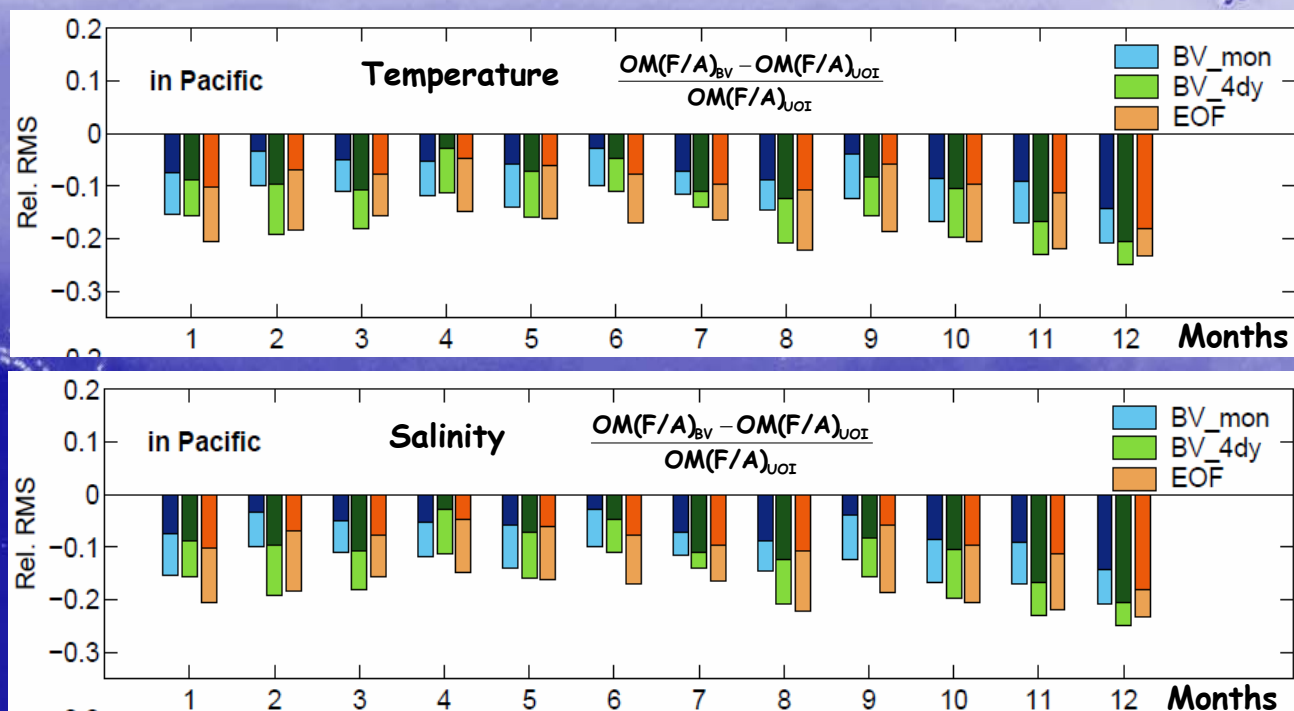 0.2
in Pacific Temperature OM(F/A)BV – OM(F/A)UOI BV_mon
0.1 OM(F/A)UOI BV_4dy
0 EOF
Rel. RMS
−0.1
−0.2
−0.3
1 2 3 4 5 6 7 8 9 10 11 12 Months
0.2
in Pacific Salinity OM(F/A)BV – OM(F/A)UOI BV_mon
0.1 OM(F/A)UOI BV_4dy
0 EOF
Rel. RMS
−0.1
−0.2
−0.3
1 2 3 4 5 6 7 8 9 10 11 12 Months